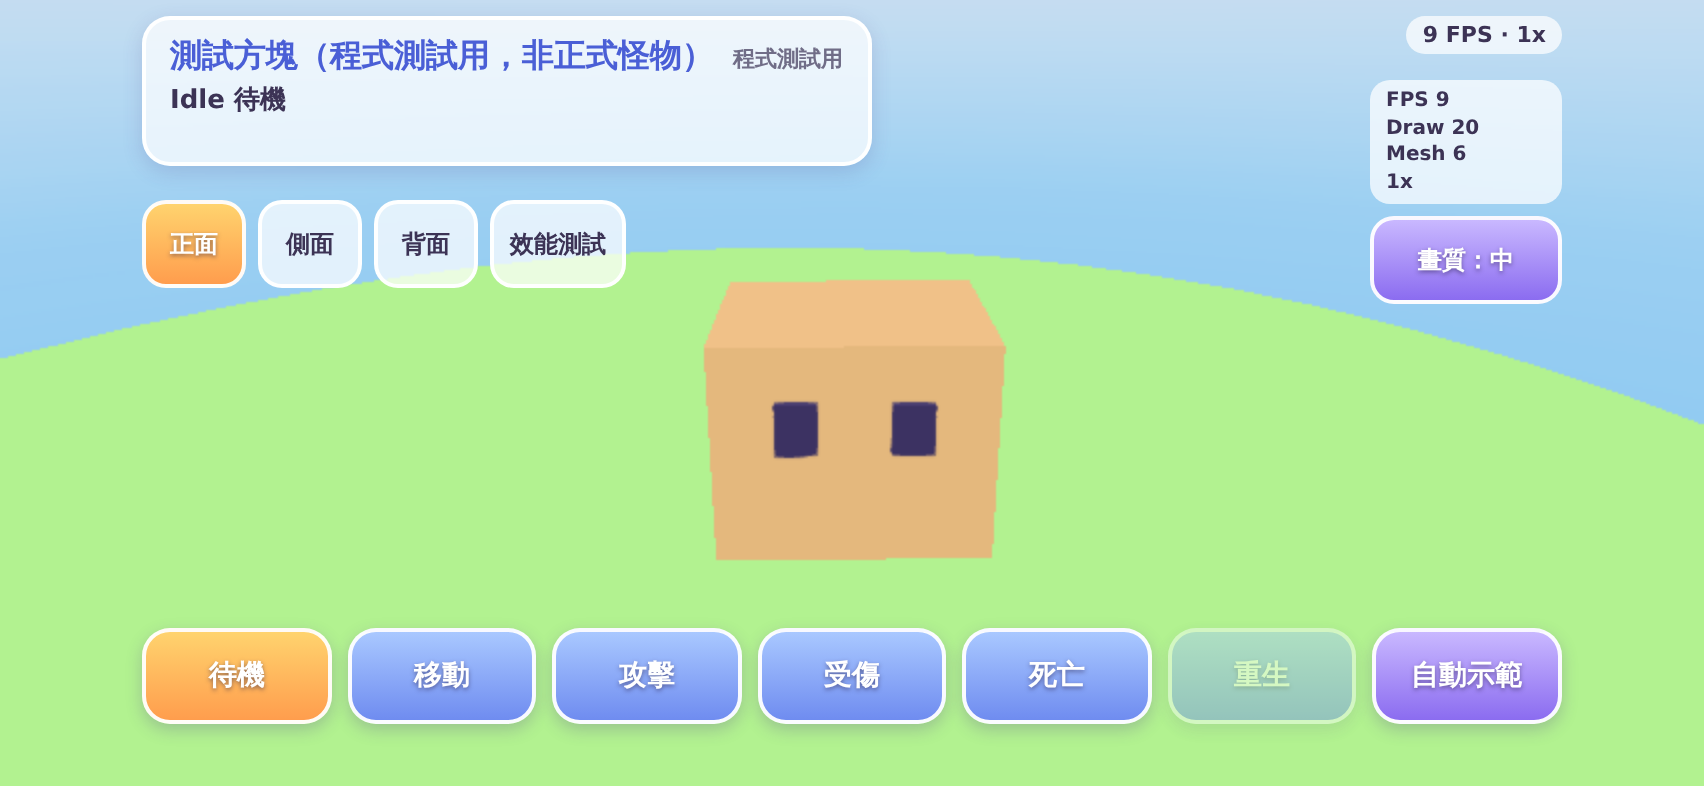 測試方塊（程式測試用，非正式怪物） 程式測試用
Idle 待機
9 FPS · 1x
FPS 9
Draw 20
Mesh 6
1x
正面
側面
背面
效能測試
畫質：中
待機
移動
攻擊
受傷
死亡
重生
自動示範